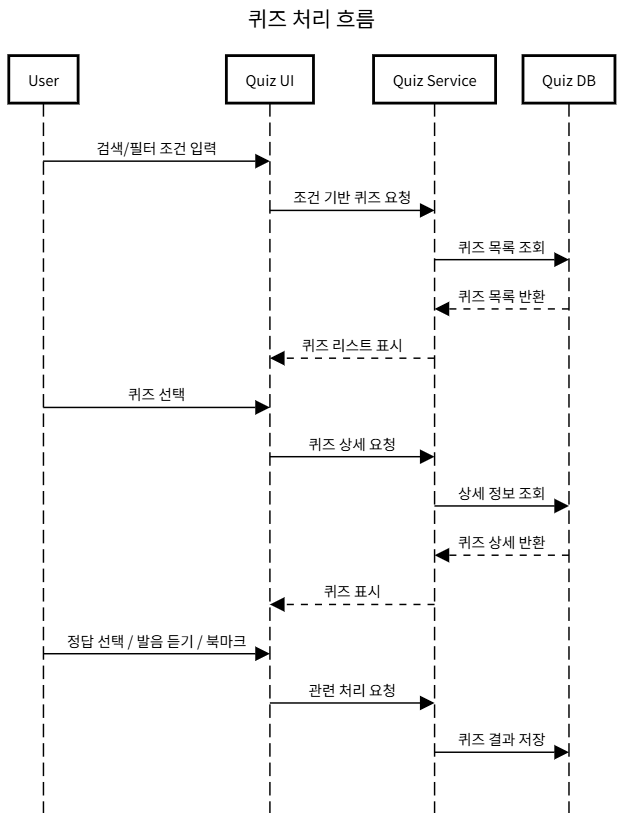 퀴즈 처리 흐름
User
Quiz UI
Quiz Service
Quiz DB
검색/필터 조건 입력
조건 기반 퀴즈 요청
퀴즈 목록 조회
퀴즈 목록 반환
퀴즈 리스트 표시
퀴즈 선택
퀴즈 상세 요청
상세 정보 조회
퀴즈 상세 반환
퀴즈 표시
정답 선택 / 발음 듣기 / 북마크
관련 처리 요청
퀴즈 결과 저장